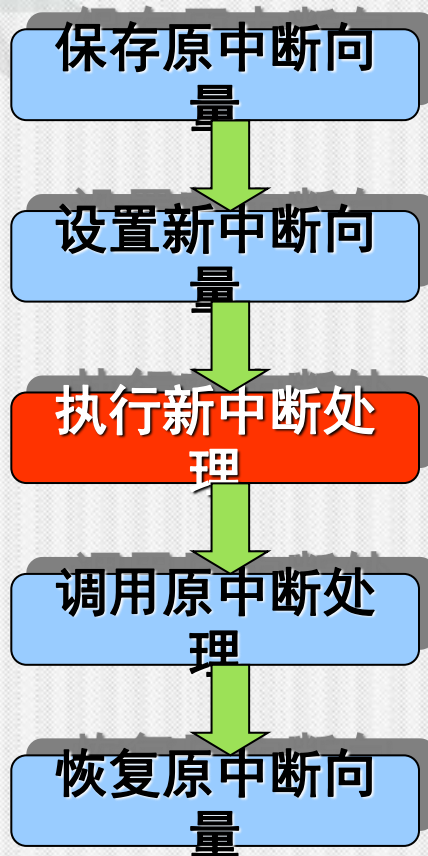 保存原中断向
量
设置新中断向
量
执行新中断处
理
调用原中断处
理
恢复原中断向
量